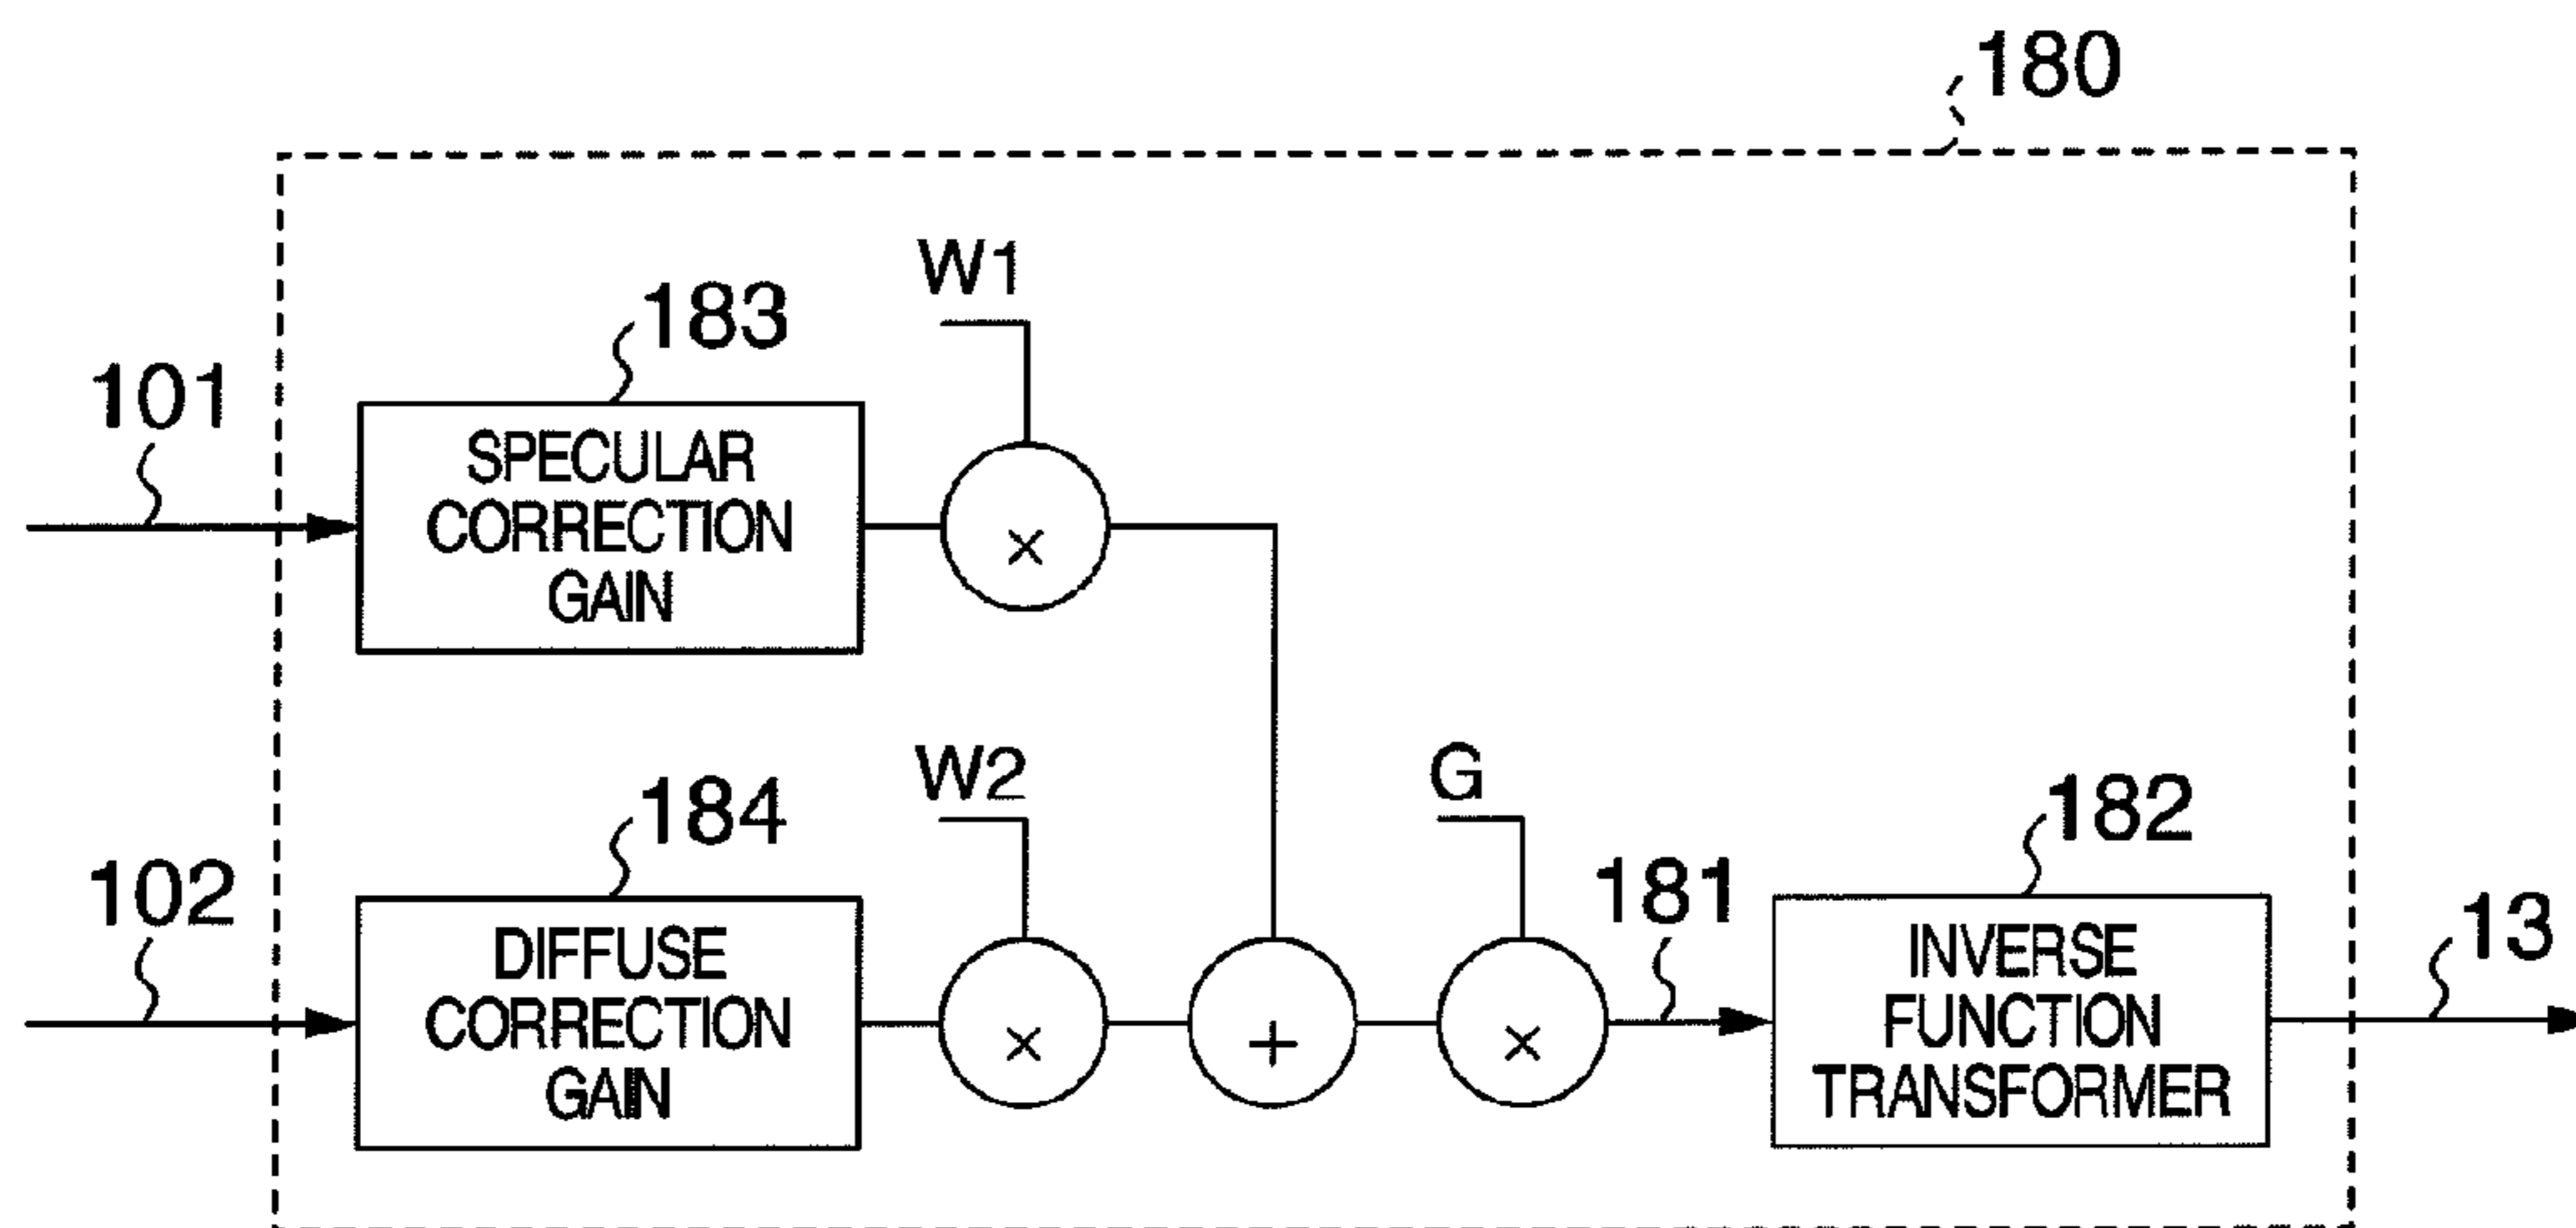 180
W1
183
101
SPECULAR
CORRECTION
GAIN
×
W2
G
184
182
102
181
13
DIFFUSE
CORRECTION
GAIN
×
+
×
INVERSE
FUNCTION
TRANSFORMER